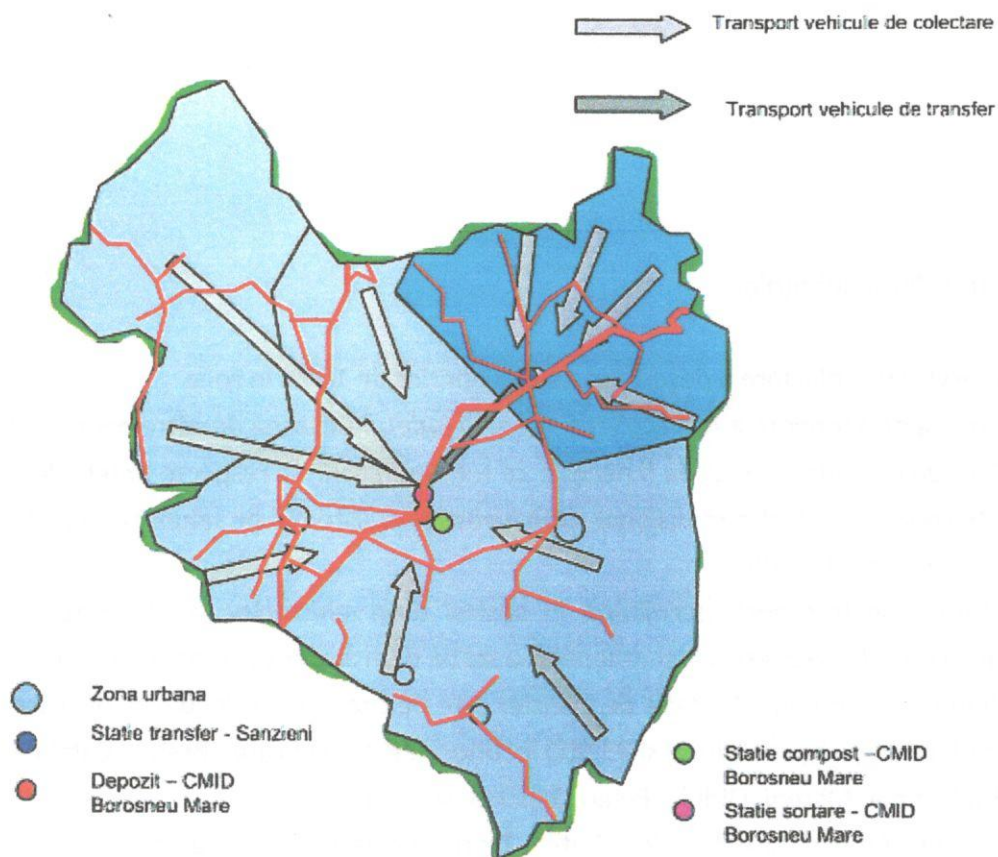 Transport vehicule de colectare
Transport vehicule de transfer
Zona urbana
Statie transfer - Sanzieni
Depozit – CMID
Borosneu Mare
Statie compost –CMID
Borosneu Mare
Statie sortare - CMID
Borosneu Mare